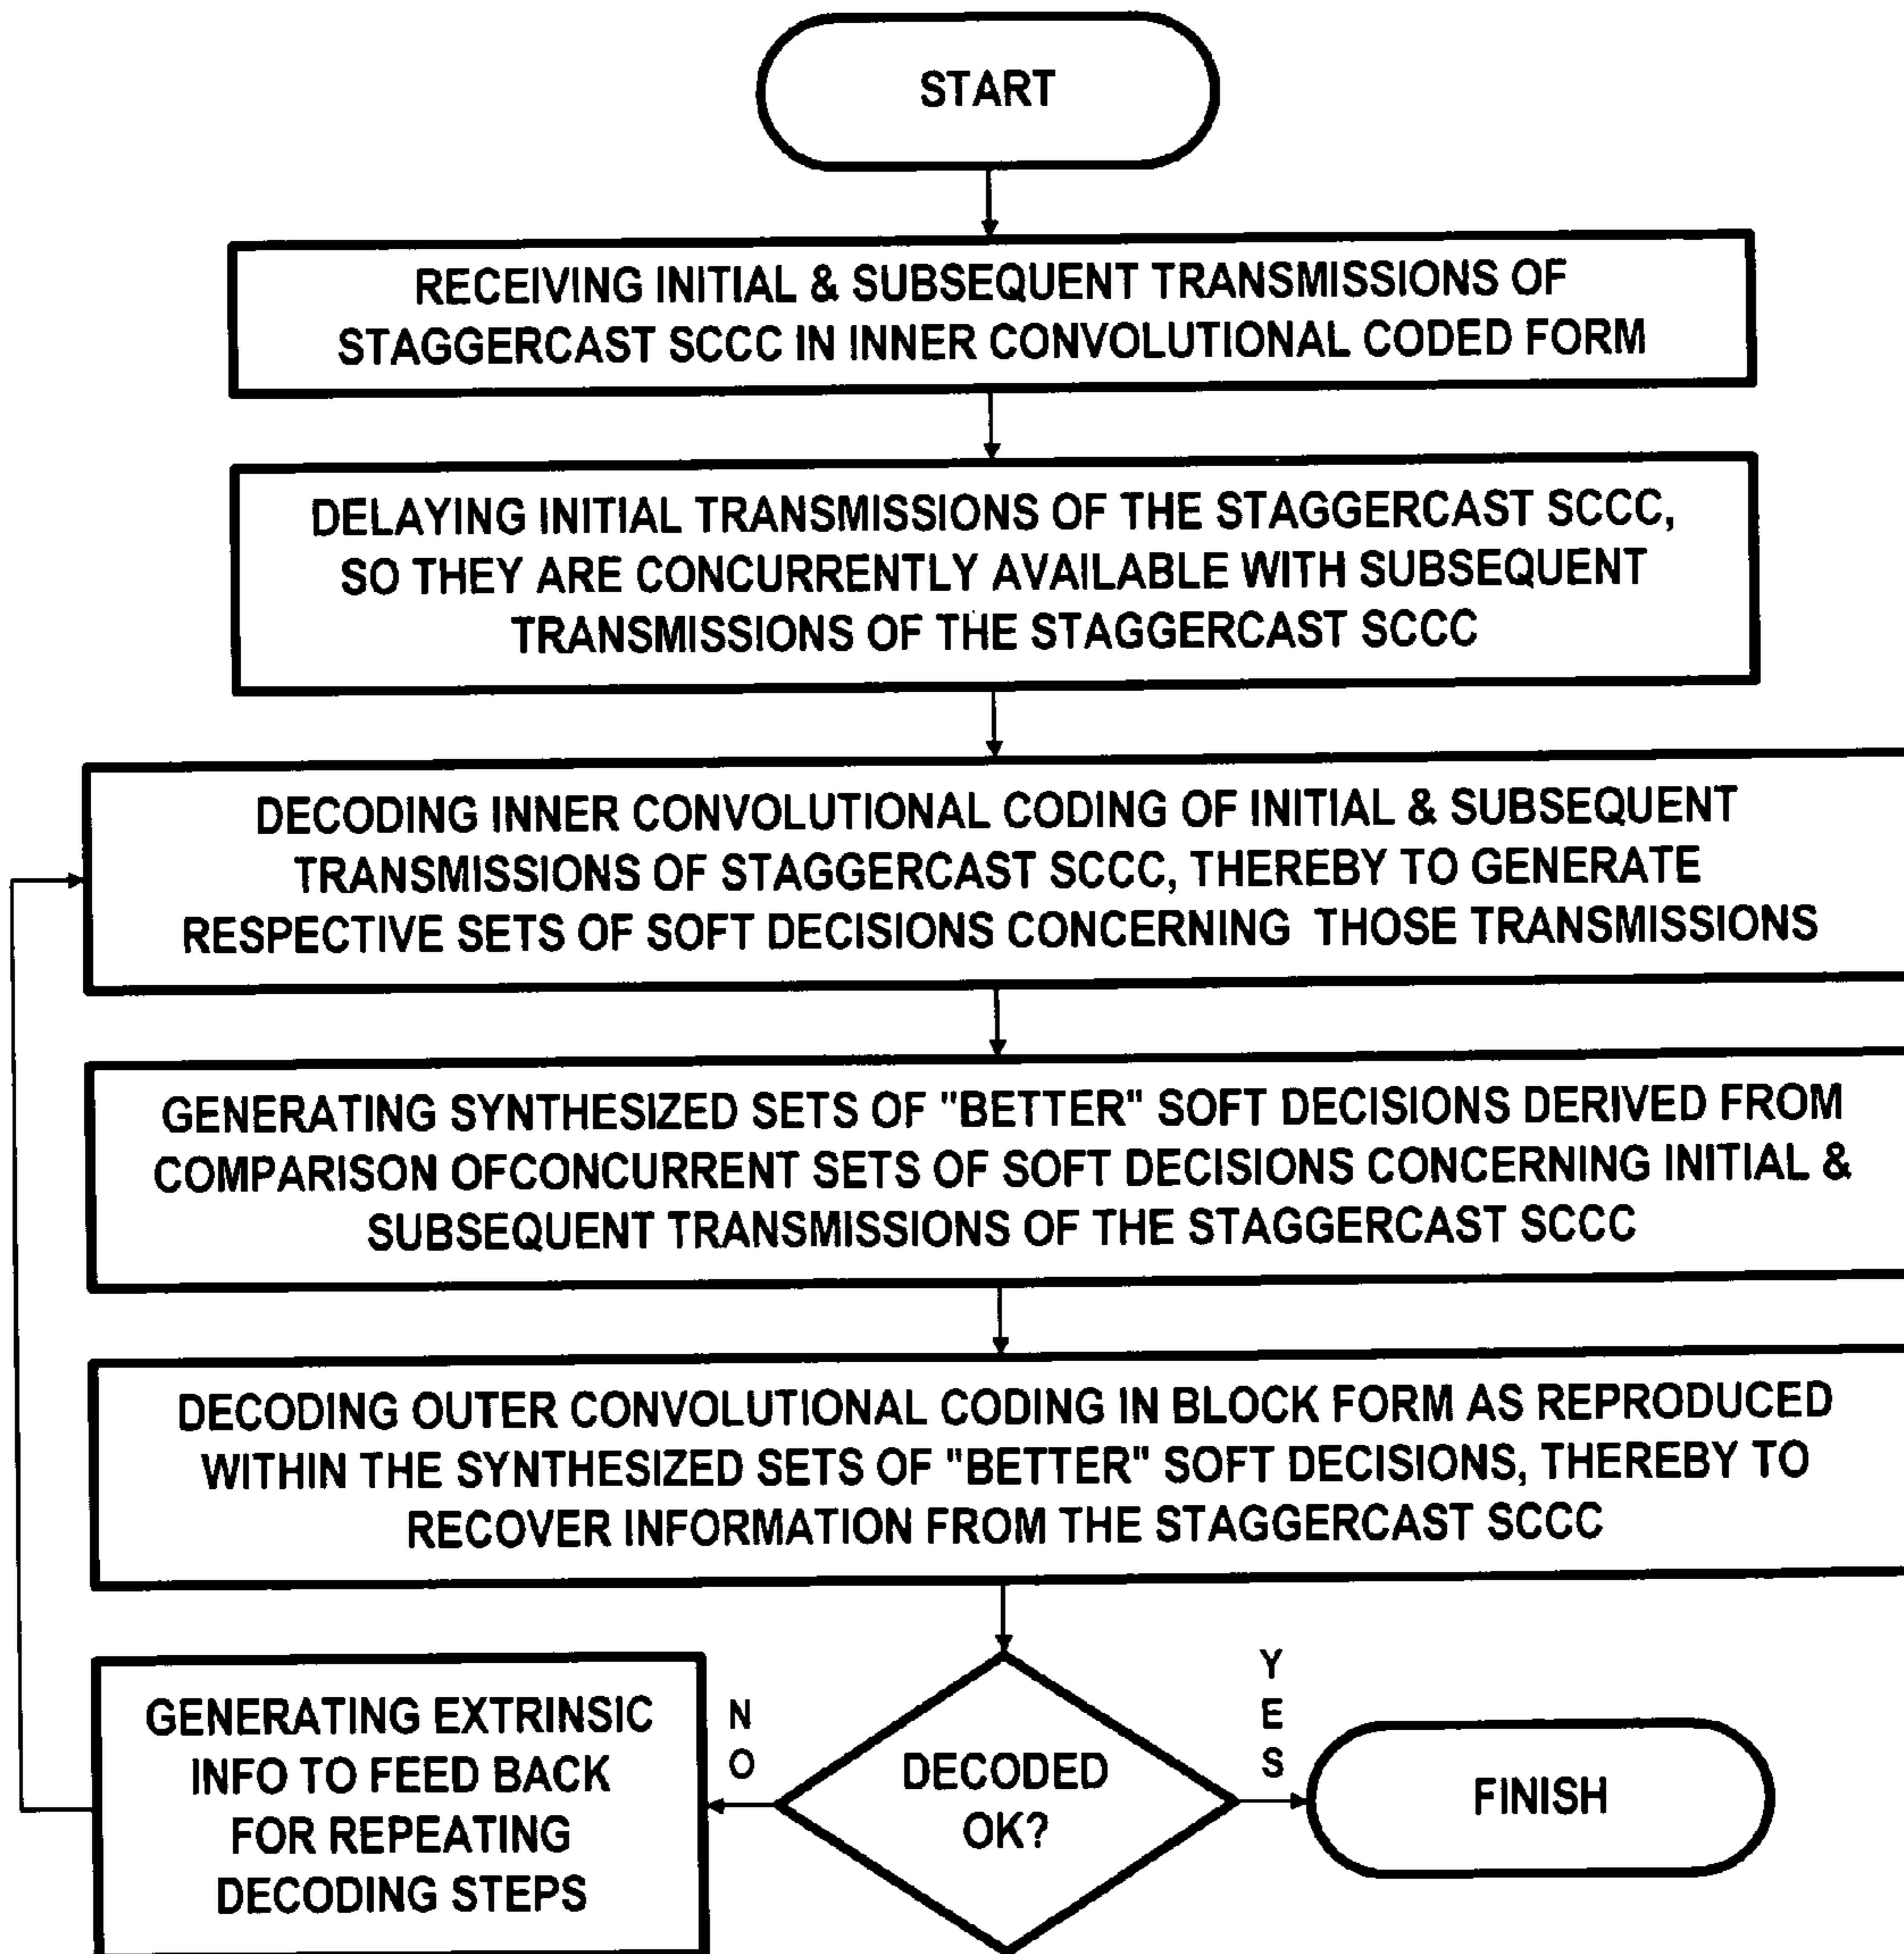 START
RECEIVING INITIAL & SUBSEQUENT TRANSMISSIONS OF
STAGGERCAST SCCC IN INNER CONVOLUTIONAL CODED FORM
DELAYING INITIAL TRANSMISSIONS OF THE STAGGERCAST SCCC,
SO THEY ARE CONCURRENTLY AVAILABLE WITH SUBSEQUENT
TRANSMISSIONS OF THE STAGGERCAST SCCC
DECODING INNER CONVOLUTIONAL CODING OF INITIAL & SUBSEQUENT
TRANSMISSIONS OF STAGGERCAST SCCC, THEREBY TO GENERATE
RESPECTIVE SETS OF SOFT DECISIONS CONCERNING THOSE TRANSMISSIONS
GENERATING SYNTHESIZED SETS OF "BETTER" SOFT DECISIONS DERIVED FROM
COMPARISON OFCONCURRENT SETS OF SOFT DECISIONS CONCERNING INITIAL &
SUBSEQUENT TRANSMISSIONS OF THE STAGGERCAST SCCC
DECODING OUTER CONVOLUTIONAL CODING IN BLOCK FORM AS REPRODUCED
WITHIN THE SYNTHESIZED SETS OF "BETTER" SOFT DECISIONS, THEREBY TO
RECOVER INFORMATION FROM THE STAGGERCAST SCCC
GENERATING EXTRINSIC
INFO TO FEED BACK
FOR REPEATING
DECODING STEPS
NO
DECODED
OK?
YES
FINISH